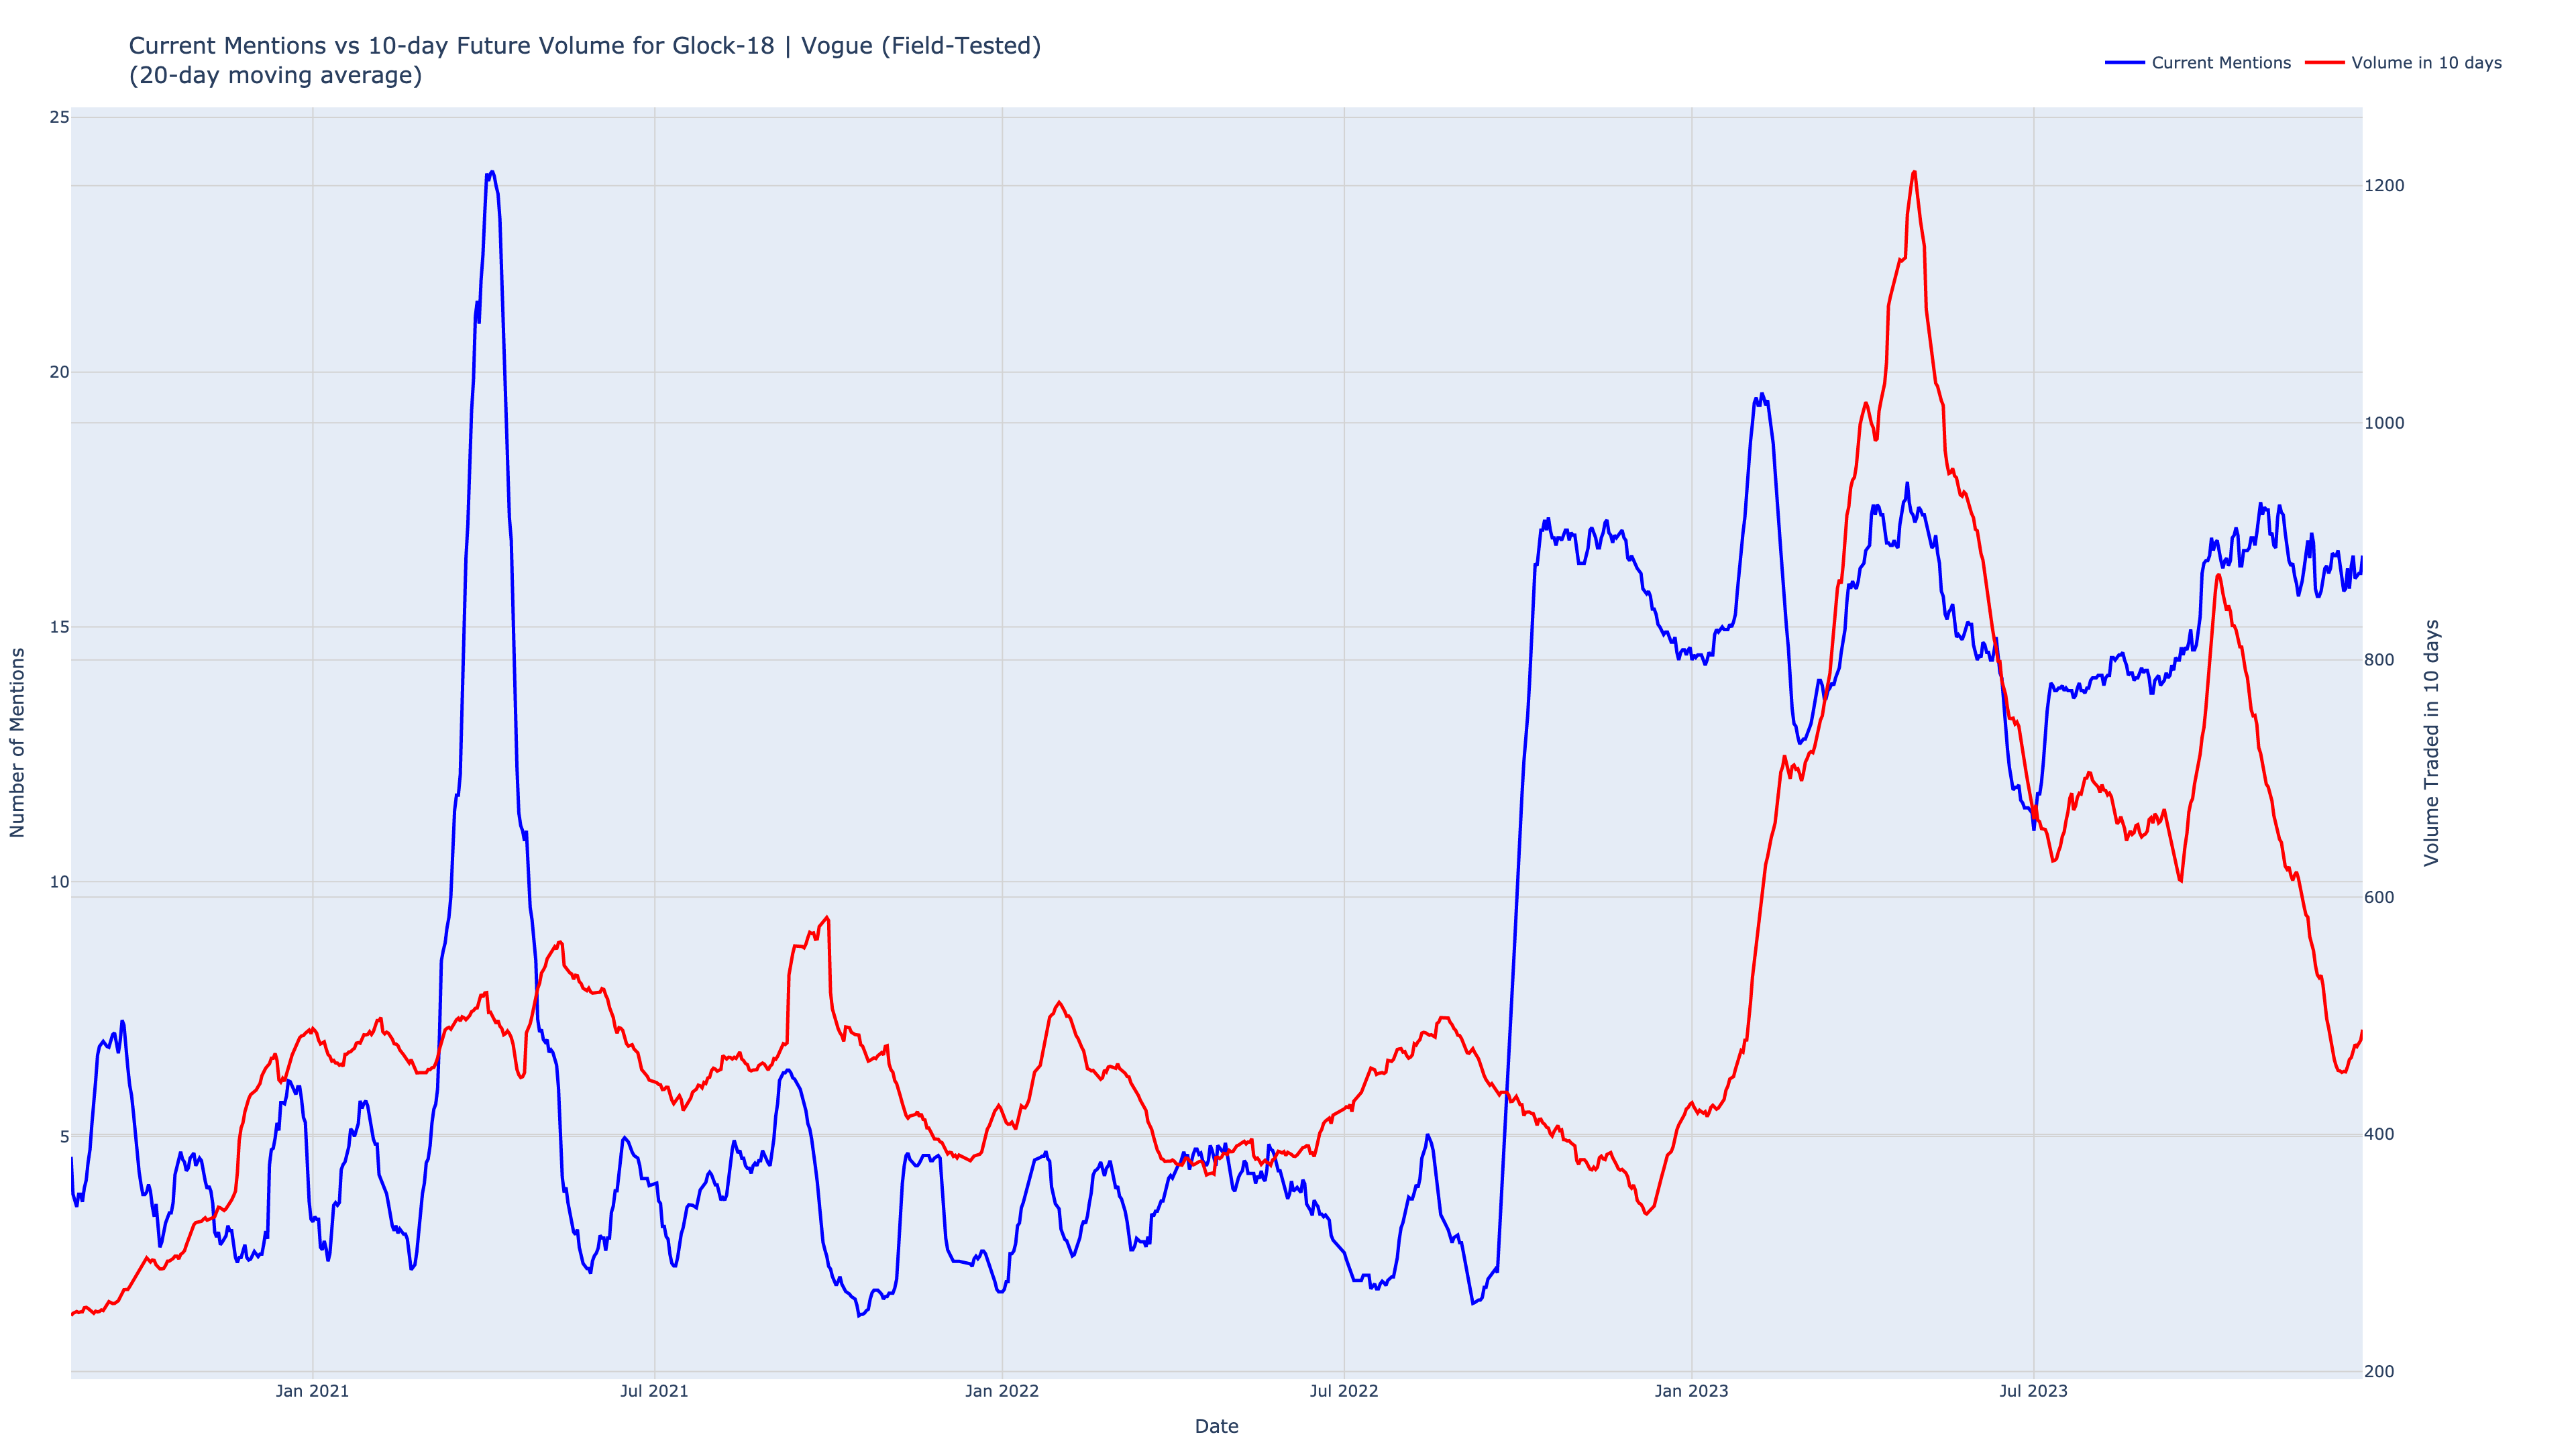 Current Mentions vs 10-day Future Volume for Glock-18 | Vogue (Field-Tested)
(20-day moving average)
Current Mentions
Volume in 10 days
25
20
15
10
5
Number of Mentions
1200
1000
800
600
400
200
Volume Traded in 10 days
Jan 2021
Jul 2021
Jan 2022
Jul 2022
Jan 2023
Jul 2023
Date